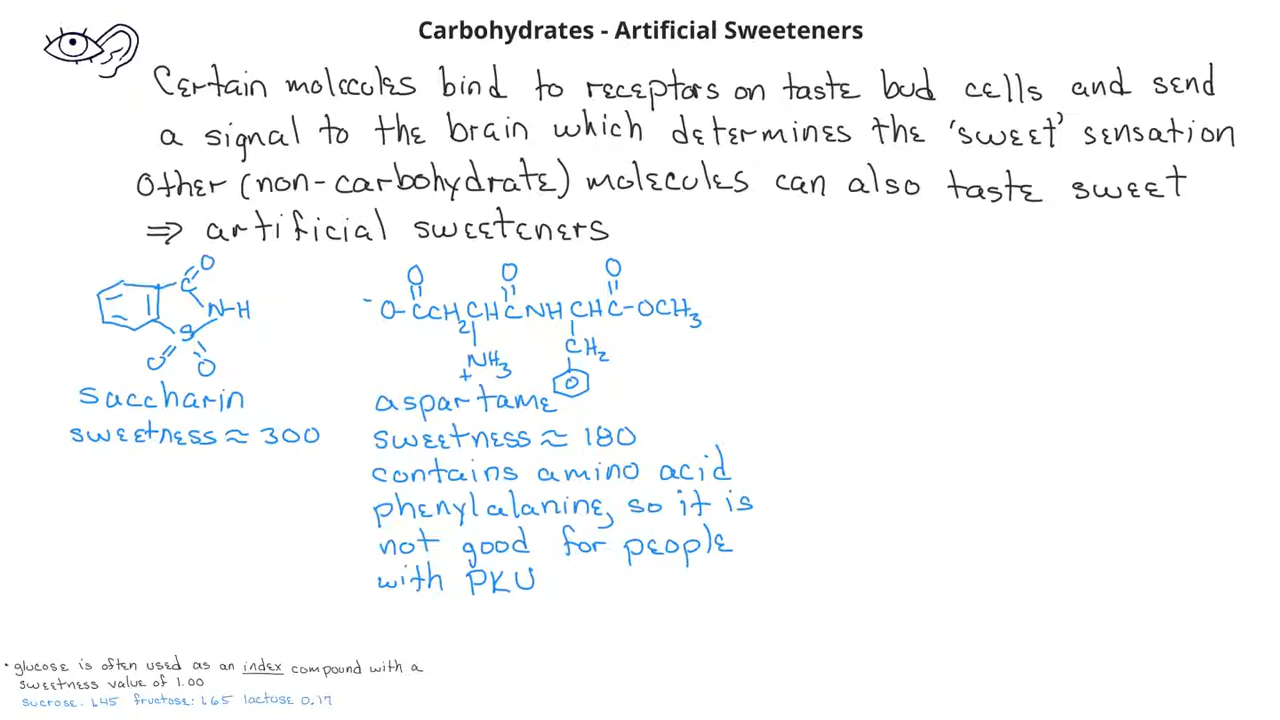 Carbohydrates - Artificial Sweeteners
Certain molecules bind to receptors on taste bud cells and send
a signal to the brain which determines the 'sweet' sensation
Other (non-carbohydrate) molecules can also taste sweet
⇒ artificial sweeteners
O O O O
C
N-H ⁻O-CCH₂CHCNHCHC-OCH₃
S
O O NH₃ CH₂
+
saccharin aspartame
sweetness ≈ 300 sweetness ≈ 180
contains amino acid
phenylalanine, so it is
not good for people
with PKU
• glucose is often used as an index compound with a
sweetness value of 1.00
sucrose: 1.45 fructose: 1.65 lactose 0.17